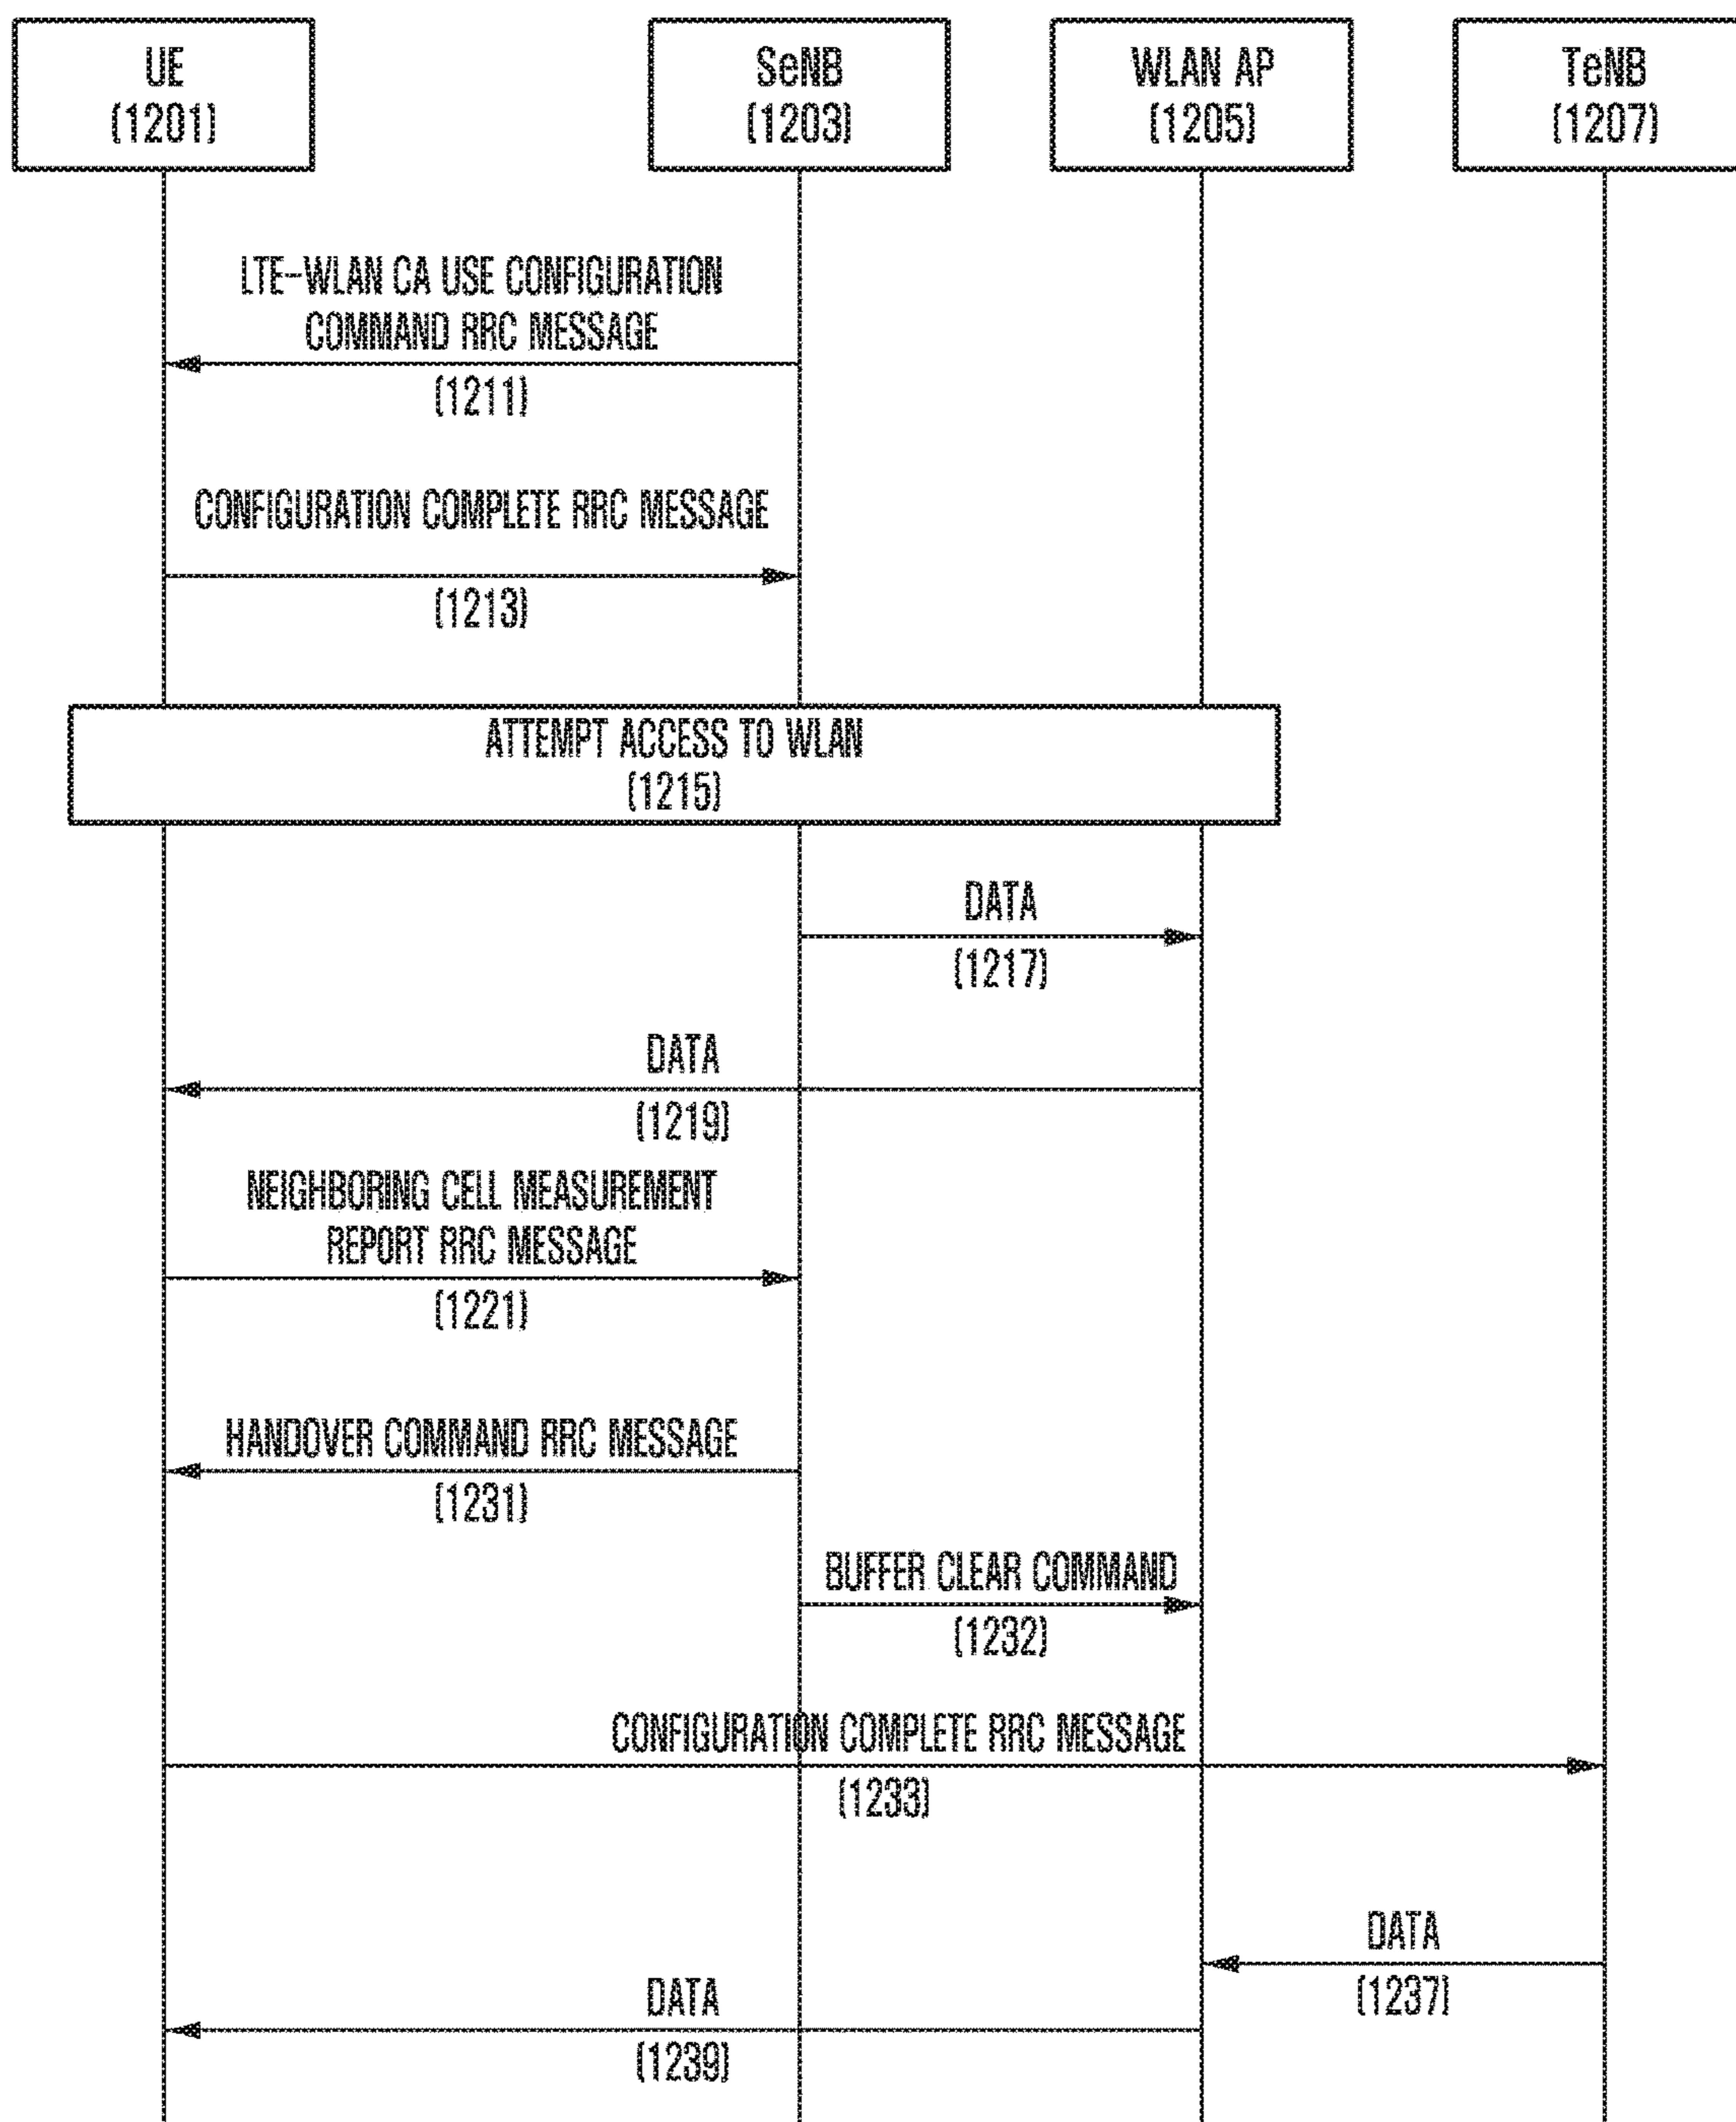 UE
(1201)
SeNB
(1203)
WLAN AP
(1205)
TeNB
(1207)
LTE-WLAN CA USE CONFIGURATION
COMMAND RRC MESSAGE
(1211)
CONFIGURATION COMPLETE RRC MESSAGE
(1213)
ATTEMPT ACCESS TO WLAN
(1215)
DATA
(1217)
DATA
(1219)
NEIGHBORING CELL MEASUREMENT
REPORT RRC MESSAGE
(1221)
HANDOVER COMMAND RRC MESSAGE
(1231)
BUFFER CLEAR COMMAND
(1232)
CONFIGURATION COMPLETE RRC MESSAGE
(1233)
DATA
(1237)
DATA
(1239)